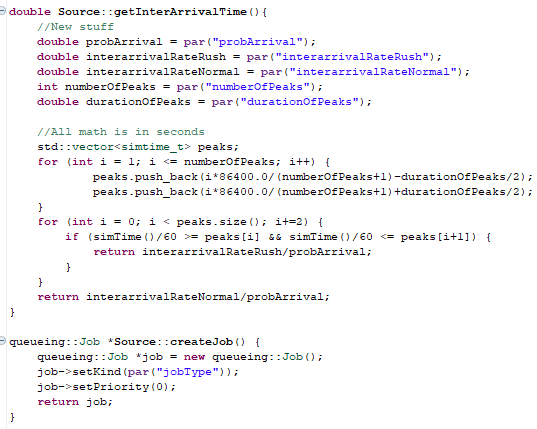 double Source::getInterArrivalTime(){
    //New stuff
    double probArrival = par("probArrival");
    double interarrivalRateRush = par("interarrivalRateRush");
    double interarrivalRateNormal = par("interarrivalRateNormal");
    int numberOfPeaks = par("numberOfPeaks");
    double durationOfPeaks = par("durationOfPeaks");

    //All math is in seconds
    std::vector<simtime_t> peaks;
    for (int i = 1; i <= numberOfPeaks; i++) {
            peaks.push_back(i*86400.0/(numberOfPeaks+1)-durationOfPeaks/2);
            peaks.push_back(i*86400.0/(numberOfPeaks+1)+durationOfPeaks/2);
    }
    for (int i = 0; i < peaks.size(); i+=2) {
        if (simTime()/60 >= peaks[i] && simTime()/60 <= peaks[i+1]) {
            return interarrivalRateRush/probArrival;
        }
    }
    return interarrivalRateNormal/probArrival;
}

queueing::Job *Source::createJob() {
    queueing::Job *job = new queueing::Job();
    job->setKind(par("jobType"));
    job->setPriority(0);
    return job;
}